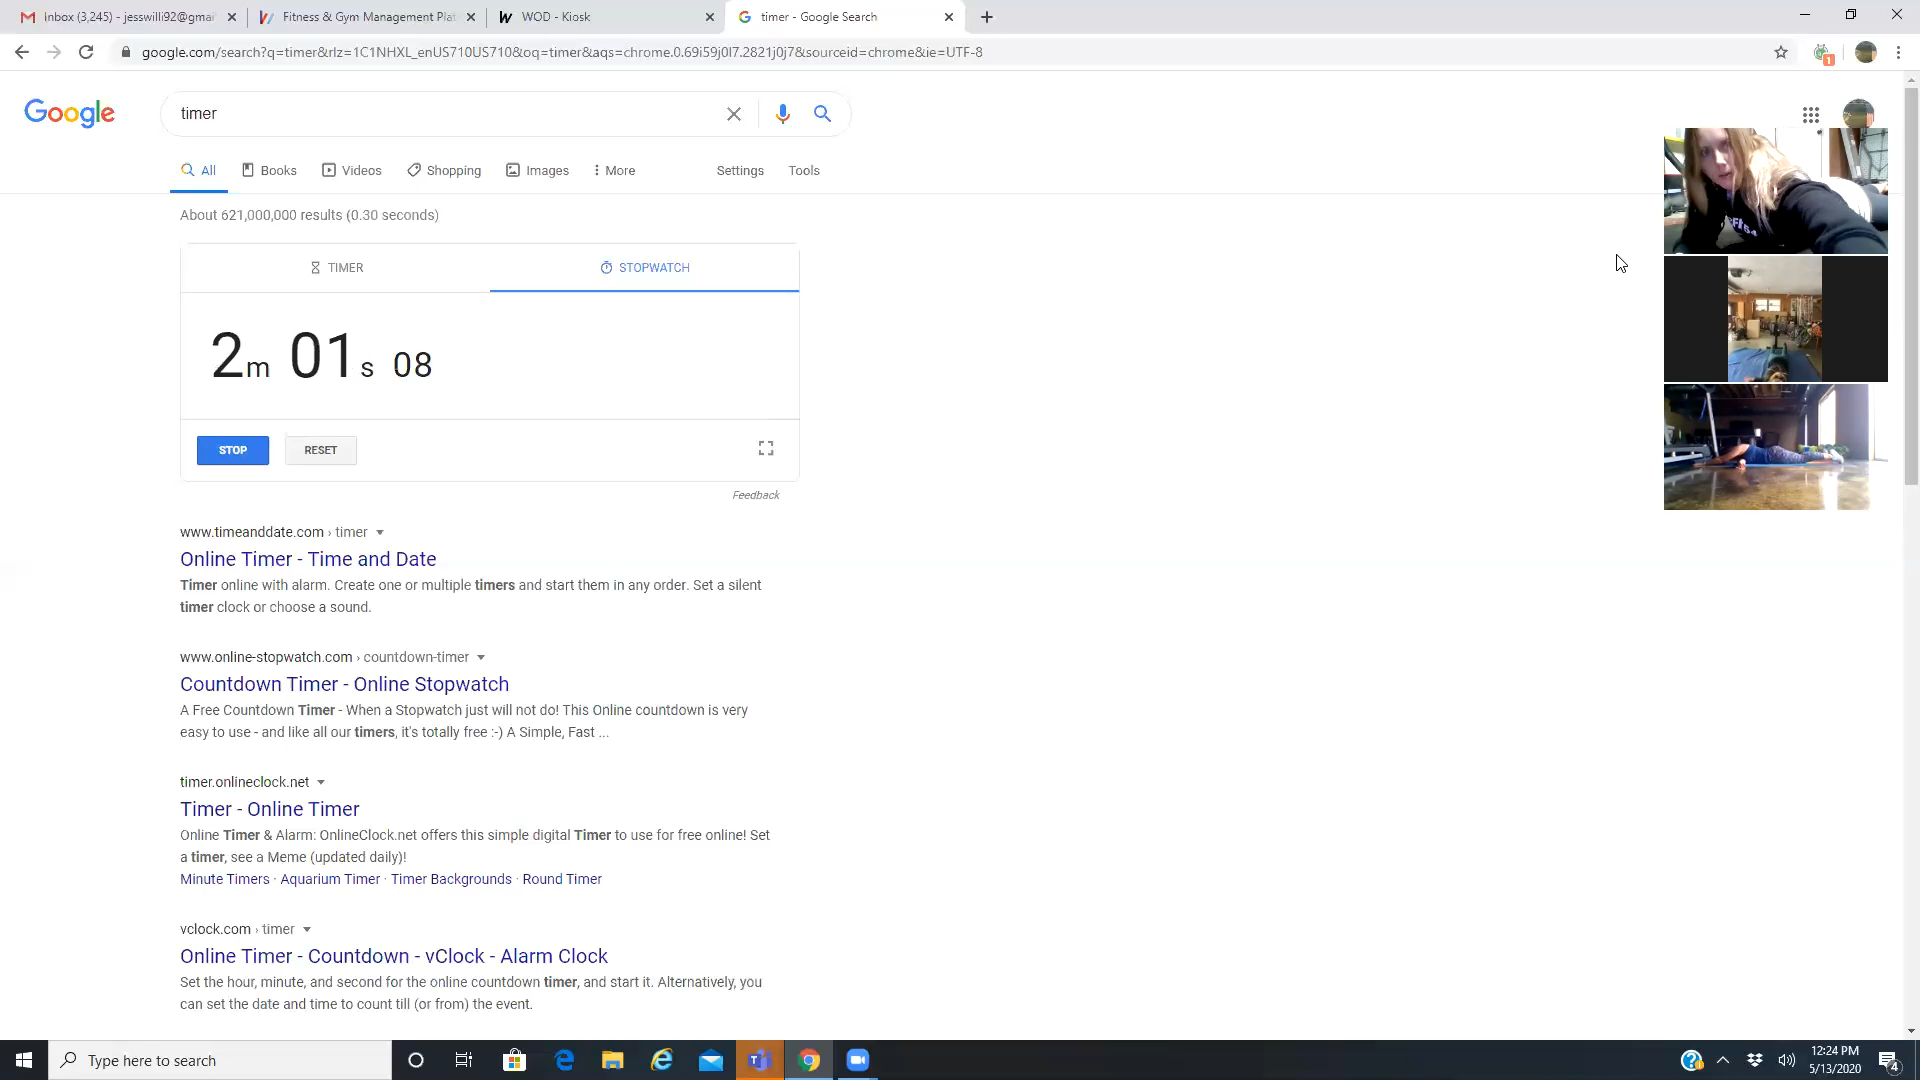 Inbox (3,245) - jesswilli92@gmai
Fitness & Gym Management Plat
WOD - Kiosk
timer - Google Search
google.com/search?q=timer&rlz=1C1NHXL_enUS710US710&oq=timer&aqs=chrome.0.69i59j0l7.2821j0j7&sourceid=chrome&ie=UTF-8
1
Google
timer
All
Books
Videos
Shopping
Images
More
Settings
Tools
About 621,000,000 results (0.30 seconds)
TIMER
STOPWATCH
2m 01s 08
STOP
RESET
Feedback
www.timeanddate.com › timer
Online Timer - Time and Date
Timer online with alarm. Create one or multiple timers and start them in any order. Set a silent
timer clock or choose a sound.
www.online-stopwatch.com › countdown-timer
Countdown Timer - Online Stopwatch
A Free Countdown Timer - When a Stopwatch just will not do! This Online countdown is very
easy to use - and like all our timers, it's totally free :-) A Simple, Fast ...
timer.onlineclock.net
Timer - Online Timer
Online Timer & Alarm: OnlineClock.net offers this simple digital Timer to use for free online! Set
a timer, see a Meme (updated daily)!
Minute Timers · Aquarium Timer · Timer Backgrounds · Round Timer
vclock.com › timer
Online Timer - Countdown - vClock - Alarm Clock
Set the hour, minute, and second for the online countdown timer, and start it. Alternatively, you
can set the date and time to count till (or from) the event.
Type here to search
12:24 PM
5/13/2020
4